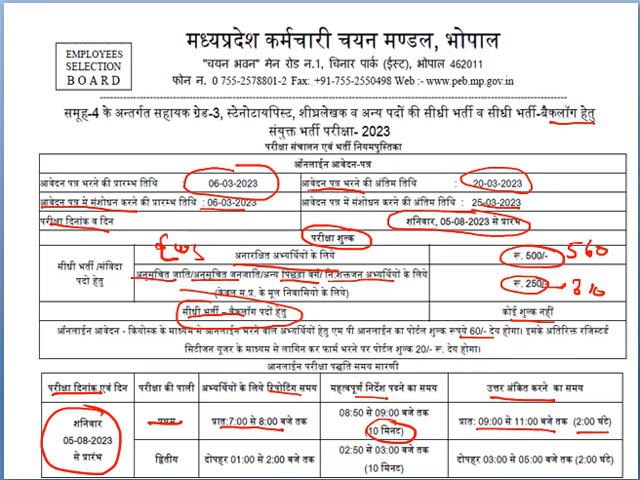 EMPLOYEES
SELECTION
BOARD
मध्यप्रदेश कर्मचारी चयन मण्डल, भोपाल
"चयन भवन" मेन रोड न.1, चिनार पार्क (ईस्ट), भोपाल 462011
फोन न. 0 755-2578801-2 Fax: +91-755-2550498 Web :- www.peb.mp.gov.in
समूह-4 के अन्तर्गत सहायक ग्रेड-3, स्टेनोटायपिस्ट, शीघ्रलेखक व अन्य पदों की सीधी भर्ती व सीधी भर्ती-बैकलॉग हेतु
संयुक्त भर्ती परीक्षा- 2023
परीक्षा संचालन एवं भर्ती नियमपुस्तिका
ऑनलाईन आवेदन-पत्र
आवेदन पत्र भरने की प्रारम्भ तिथि : 06-03-2023 आवेदन पत्र भरने की अंतिम तिथि : 20-03-2023
आवेदन पत्र में संशोधन करने की प्रारम्भ तिथि : 06-03-2023 आवेदन पत्र में संशोधन करने की अंतिम तिथि : 25-03-2023
परीक्षा दिनांक व दिन शनिवार, 05-08-2023 से प्रारंभ
परीक्षा शुल्क
सीधी भर्ती/संविदा पदो हेतु
अनारक्षित अभ्यर्थियों के लिये रू. 500/- 560
अनुसूचित जाति/अनुसूचित जनजाति/अन्य पिछड़ा वर्ग/ नि:शक्तजन अभ्यर्थियों के लिये रू. 250/- 310
(केवल म.प्र. के मूल निवासियों के लिये)
सीधी भर्ती – बैकलॉग पदों हेतु कोई शुल्क नहीं
ऑनलाईन आवेदन - कियोस्क के माध्यम से ऑनलाईन भरने वाले अभ्यर्थियों हेतु एम पी ऑनलाईन का पोर्टल शुल्क रूपये 60/- देय होगा। इसके अतिरिक्त रजिस्टर्ड
सिटीजन यूजर के माध्यम से लागिन कर फार्म भरने पर पोर्टल शुल्क 20/- रू. देय होगा।
ऑनलाईन परीक्षा पद्धति समय सारणी
परीक्षा दिनांक एवं दिन परीक्षा की पाली अभ्यर्थियों के लिये रिपोर्टिंग समय महत्वपूर्ण निर्देश पढने का समय उत्तर अंकित करने का समय
शनिवार
05-08-2023
से प्रारंभ
प्रथम प्रात:7:00 से 8:00 बजे तक 08:50 से 09:00 बजे तक प्रात: 09:00 से 11:00 बजे तक (2:00 घंटे)
(10 मिनट)
द्वितीय दोपहर 01:00 से 02:00 बजे तक 02:50 से 03:00 बजे तक दोपहर 03:00 से 05:00 बजे तक (2:00 घंटे)
(10 मिनट)